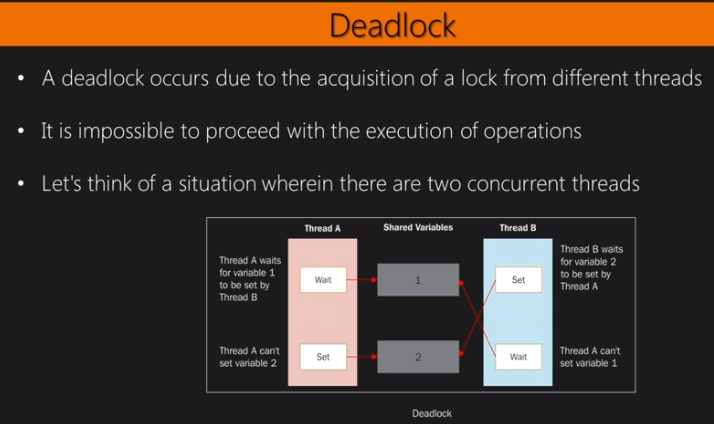 Deadlock
• A deadlock occurs due to the acquisition of a lock from different threads
• It is impossible to proceed with the execution of operations
• Let's think of a situation wherein there are two concurrent threads
Thread A
Shared Variables
Thread B
Thread A waits
for variable 1
to be set by
Thread B
Wait
1
Set
Thread B waits
for variable 2
to be set by
Thread A
Thread A can't
set variable 2
Set
2
Wait
Thread A can't
set variable 1
Deadlock